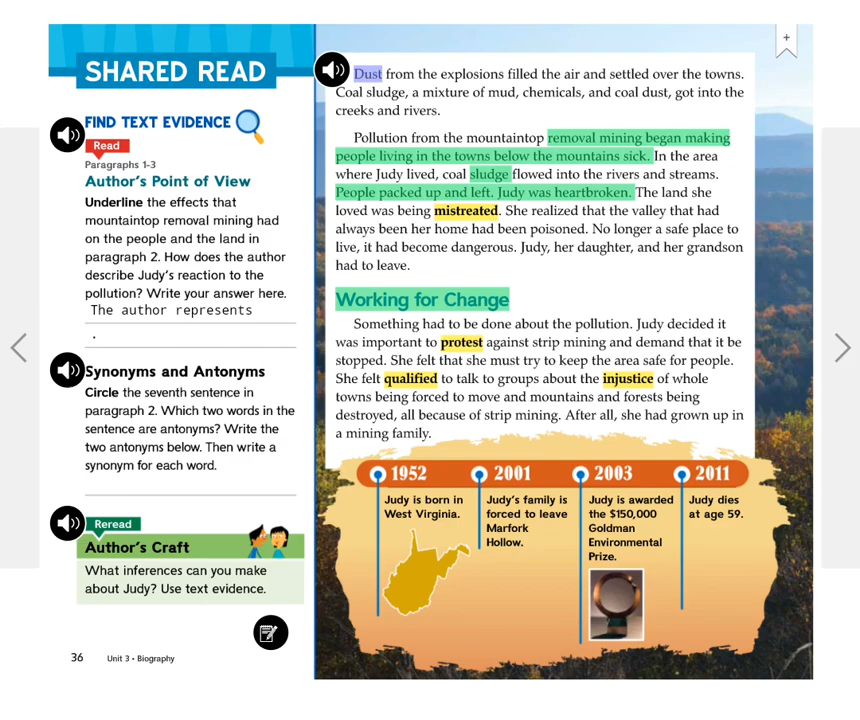 SHARED READ
FIND TEXT EVIDENCE
Read
Paragraphs 1-3
Author's Point of View
Underline the effects that
mountaintop removal mining had
on the people and the land in
paragraph 2. How does the author
describe Judy's reaction to the
pollution? Write your answer here.
The author represents
.
Synonyms and Antonyms
Circle the seventh sentence in
paragraph 2. Which two words in the
sentence are antonyms? Write the
two antonyms below. Then write a
synonym for each word.
Reread
Author's Craft
What inferences can you make
about Judy? Use text evidence.
36 Unit 3 • Biography
+
Dust from the explosions filled the air and settled over the towns.
Coal sludge, a mixture of mud, chemicals, and coal dust, got into the
creeks and rivers.
Pollution from the mountaintop removal mining began making
people living in the towns below the mountains sick. In the area
where Judy lived, coal sludge flowed into the rivers and streams.
People packed up and left. Judy was heartbroken. The land she
loved was being mistreated. She realized that the valley that had
always been her home had been poisoned. No longer a safe place to
live, it had become dangerous. Judy, her daughter, and her grandson
had to leave.
Working for Change
Something had to be done about the pollution. Judy decided it
was important to protest against strip mining and demand that it be
stopped. She felt that she must try to keep the area safe for people.
She felt qualified to talk to groups about the injustice of whole
towns being forced to move and mountains and forests being
destroyed, all because of strip mining. After all, she had grown up in
a mining family.
1952
Judy is born in
West Virginia.
2001
Judy's family is
forced to leave
Marfork
Hollow.
2003
Judy is awarded
the $150,000
Goldman
Environmental
Prize.
2011
Judy dies
at age 59.